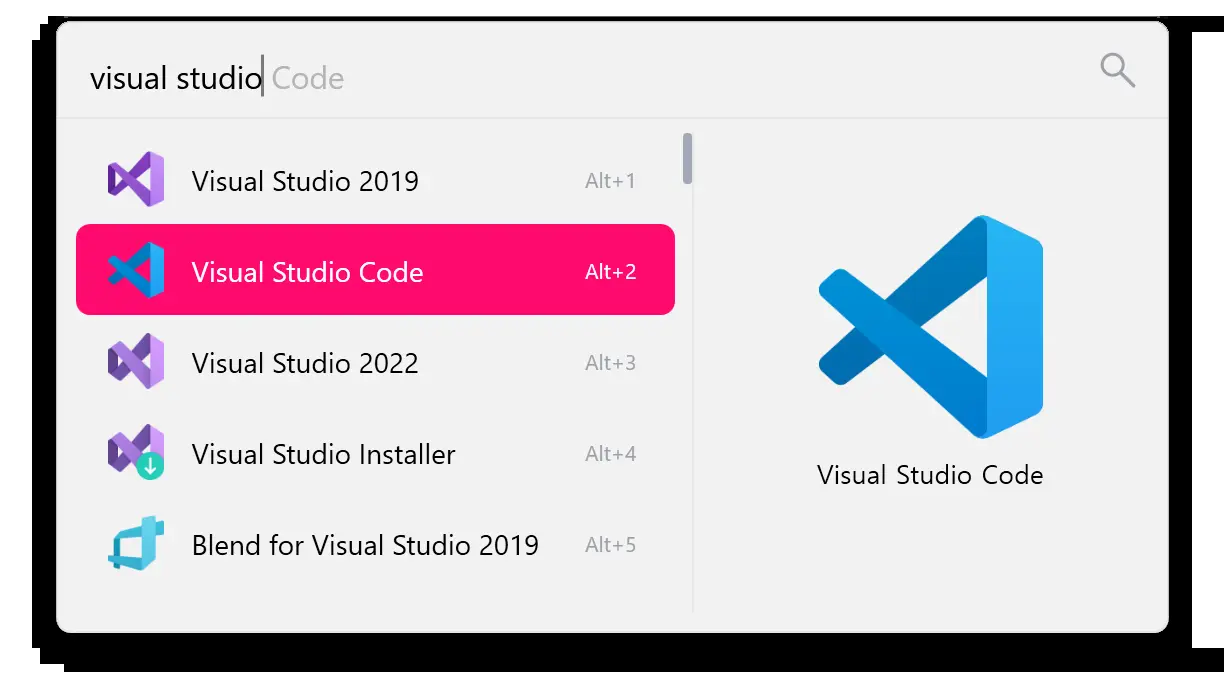 visual studio Code
Visual Studio 2019 Alt+1
Visual Studio Code Alt+2
Visual Studio 2022 Alt+3
Visual Studio Installer Alt+4
Blend for Visual Studio 2019 Alt+5
Visual Studio Code